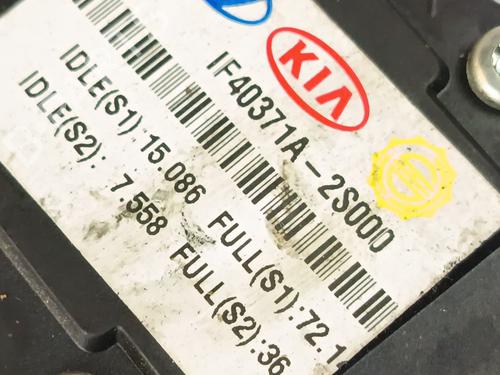 KIA
IF40371A-2S000
IDLE(S1):15.086 FULL(S1):72.1
IDLE(S2): 7.558 FULL(S2):36